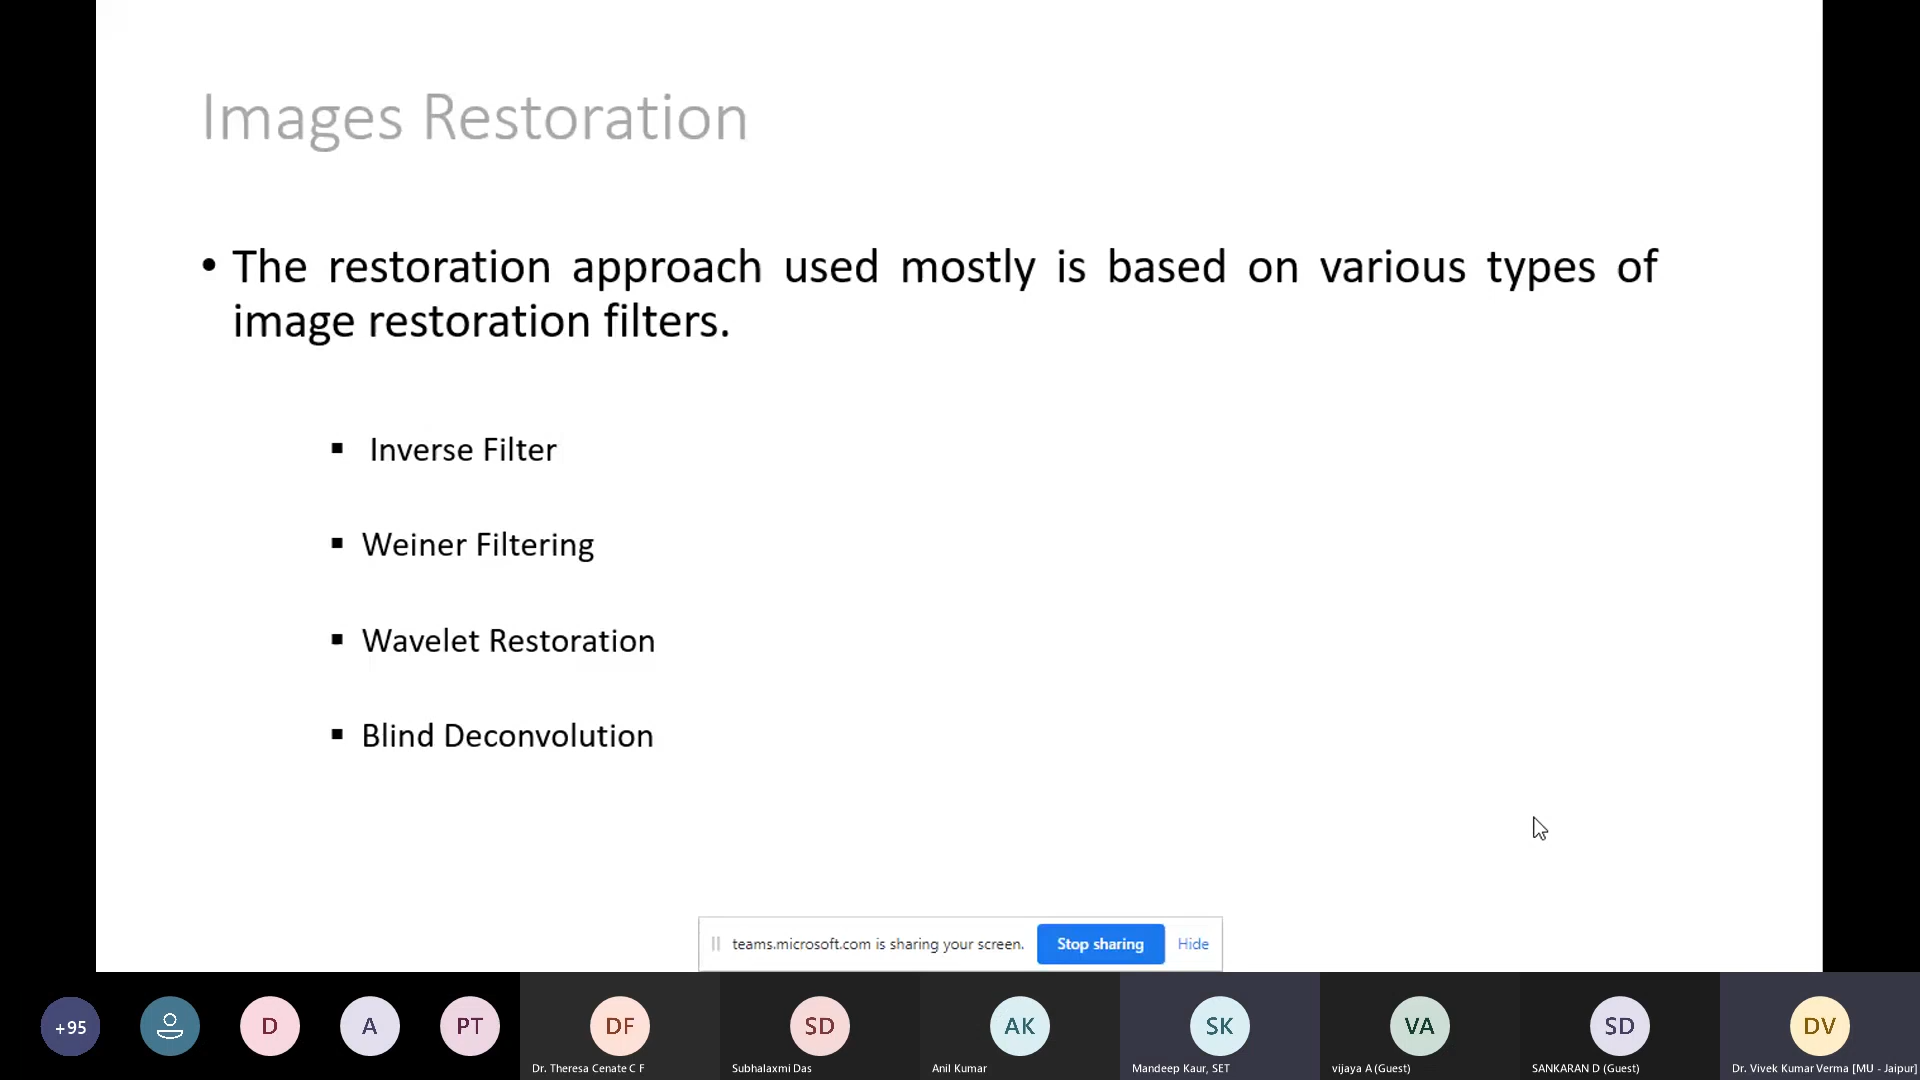 Images Restoration
• The restoration approach used mostly is based on various types of
image restoration filters.
▪ Inverse Filter
▪ Weiner Filtering
▪ Wavelet Restoration
▪ Blind Deconvolution
teams.microsoft.com is sharing your screen. Stop sharing Hide
+95 D A PT DF SD AK SK VA SD DV
Dr. Theresa Cenate C F Subhalaxmi Das Anil Kumar Mandeep Kaur, SET vijaya A (Guest) SANKARAN D (Guest) Dr. Vivek Kumar Verma [MU - Jaipur]